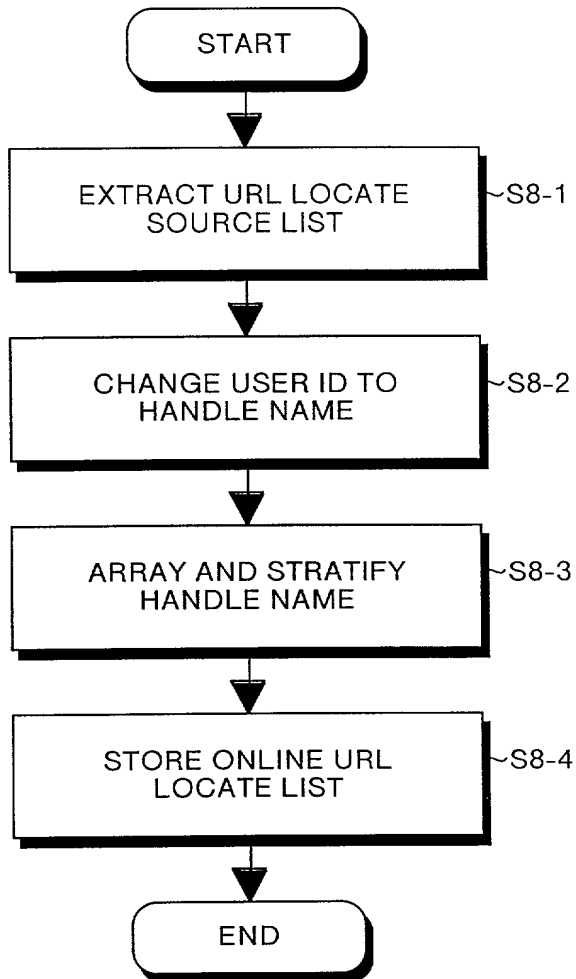 START
EXTRACT URL LOCATE
SOURCE LIST
S8-1
CHANGE USER ID TO
HANDLE NAME
S8-2
ARRAY AND STRATIFY
HANDLE NAME
S8-3
STORE ONLINE URL
LOCATE LIST
S8-4
END